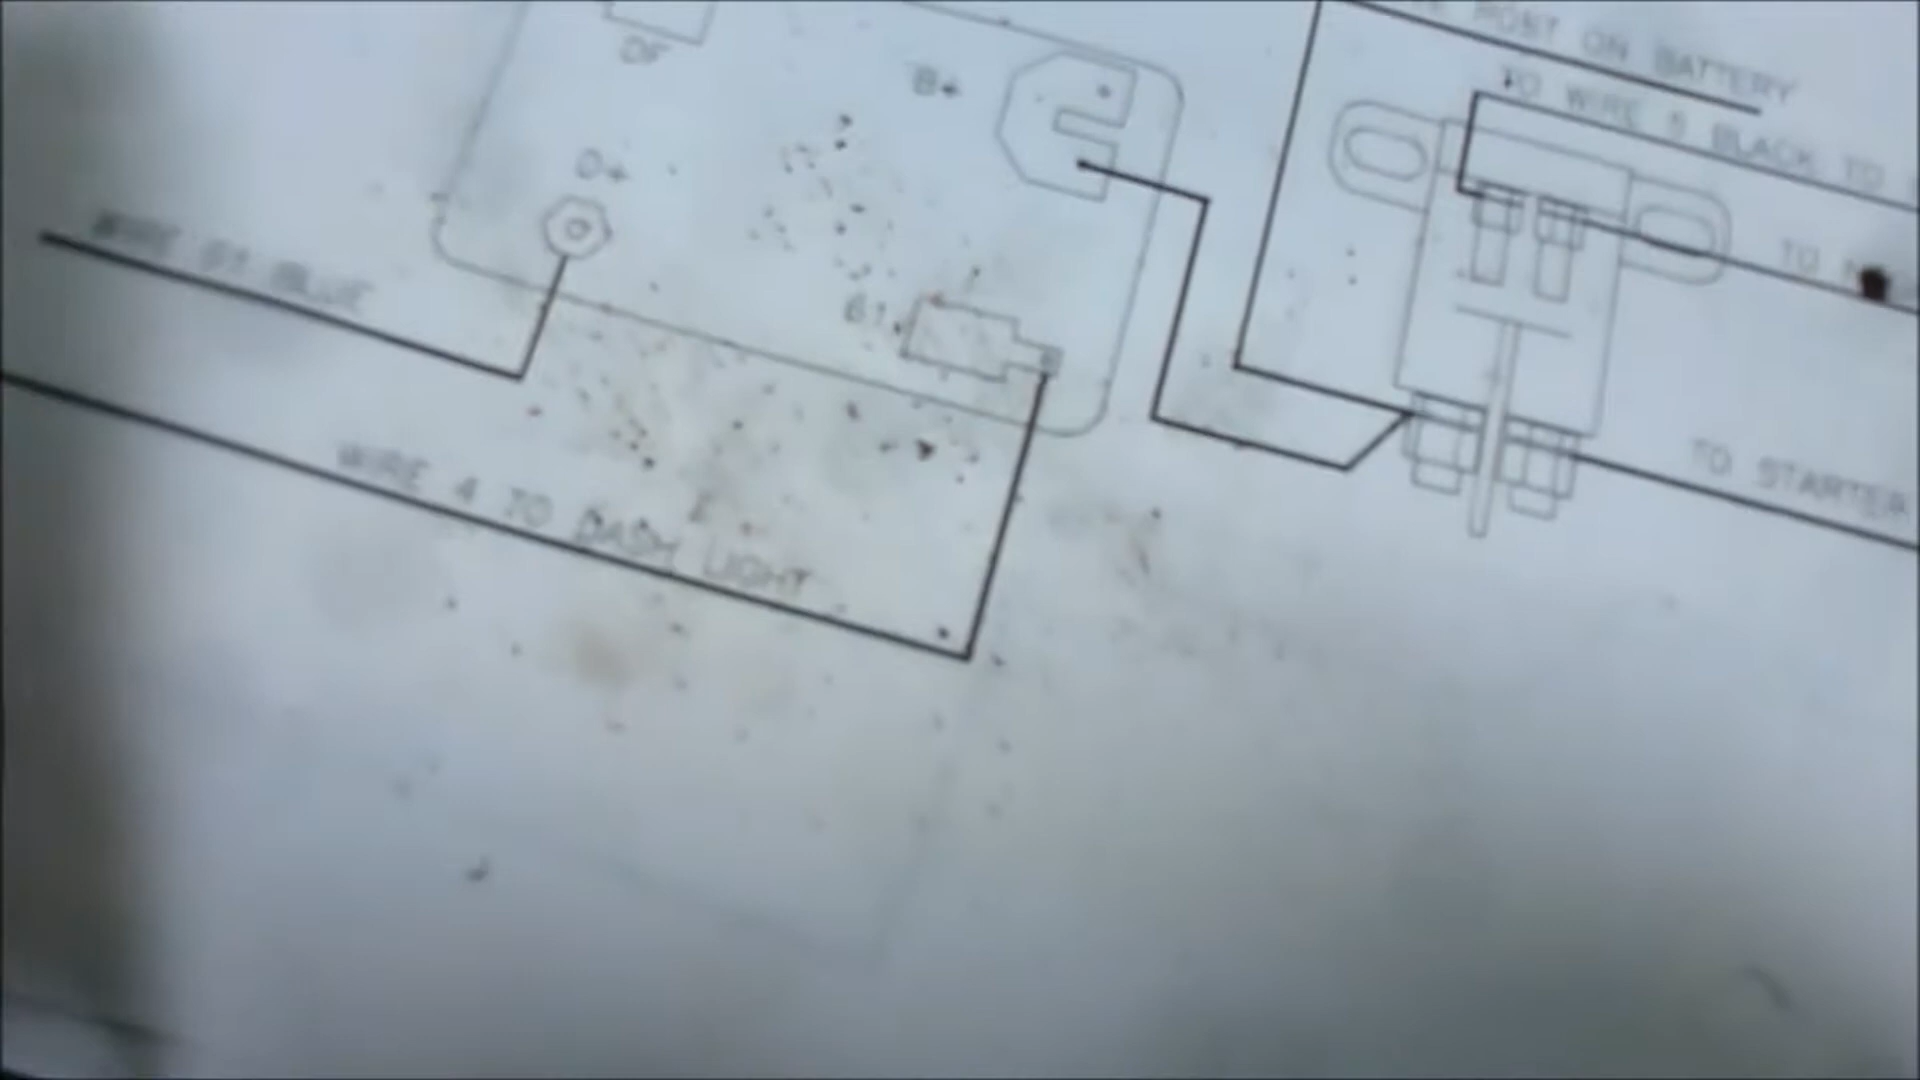 POST ON BATTERY
DF
B+
TO WIRE 5 BLACK TO
D+
TO
WIRE 61 BLUE
61
TO STARTER
WIRE 4 TO DASH LIGHT